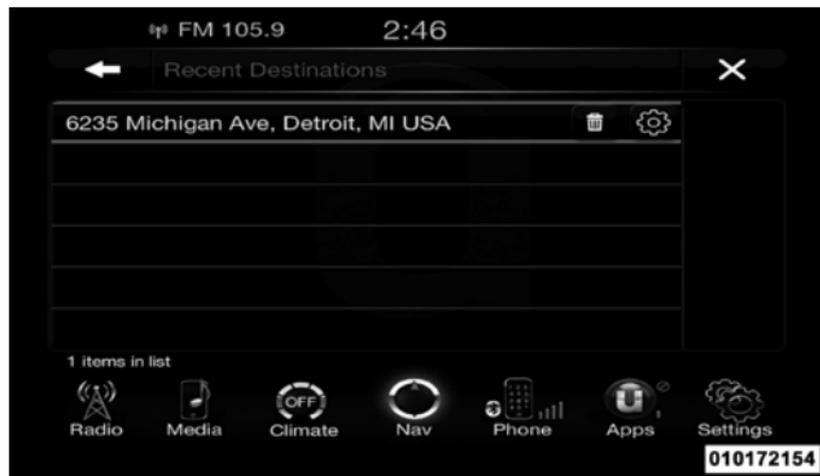 FM 105.9 2:46
Recent Destinations
6235 Michigan Ave, Detroit, MI USA
1 items in list
OFF
Radio Media Climate Nav Phone Apps Settings
010172154